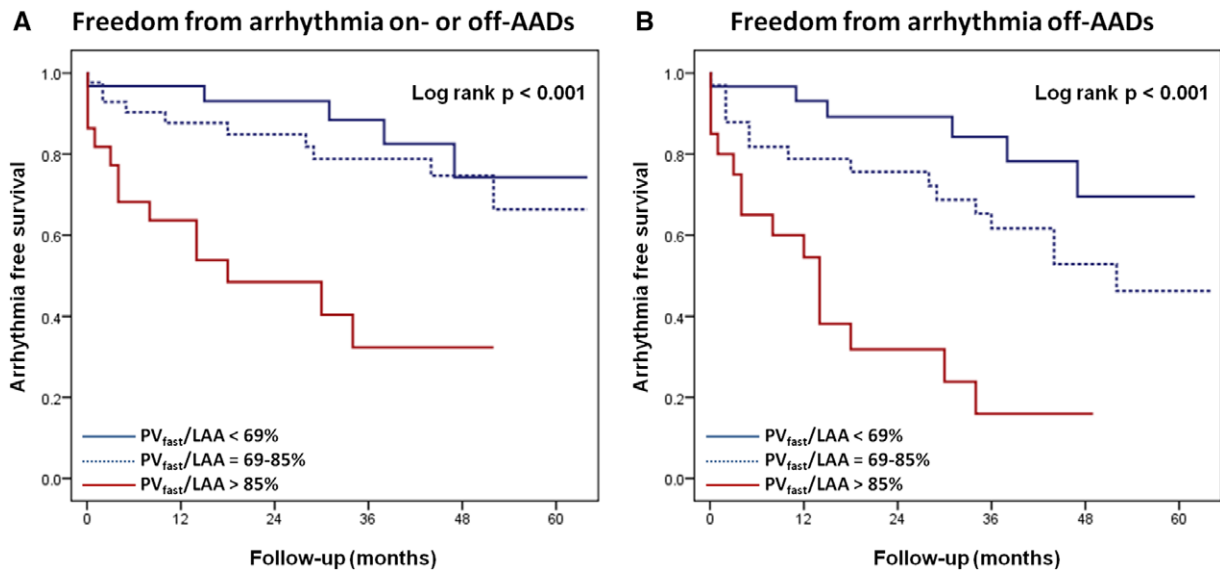 A Freedom from arrhythmia on- or off-AADs
Log rank p < 0.001
Arrhythmia free survival
1.0
0.8
0.6
0.4
0.2
0.0
PVfast/LAA < 69%
PVfast/LAA = 69-85%
PVfast/LAA > 85%
0 12 24 36 48 60
Follow-up (months)
B Freedom from arrhythmia off-AADs
Log rank p < 0.001
Arrhythmia free survival
1.0
0.8
0.6
0.4
0.2
0.0
PVfast/LAA < 69%
PVfast/LAA = 69-85%
PVfast/LAA > 85%
0 12 24 36 48 60
Follow-up (months)